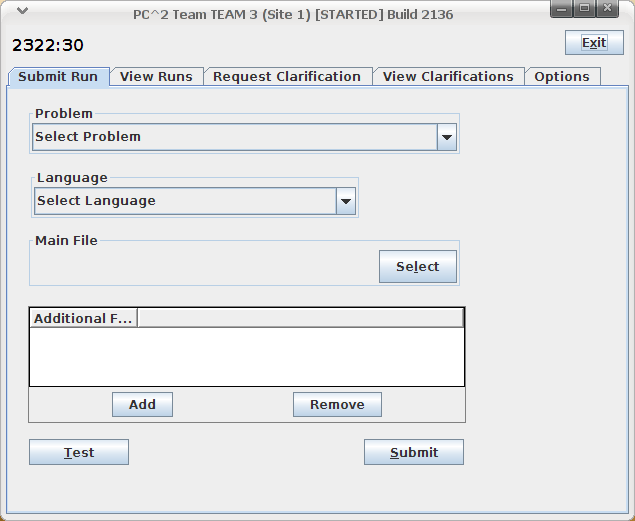 PC^2 Team TEAM 3 (Site 1) [STARTED] Build 2136
2322:30
Exit
Submit Run View Runs Request Clarification View Clarifications Options
Problem
Select Problem
Language
Select Language
Main File
Select
Additional F...
Add Remove
Test Submit